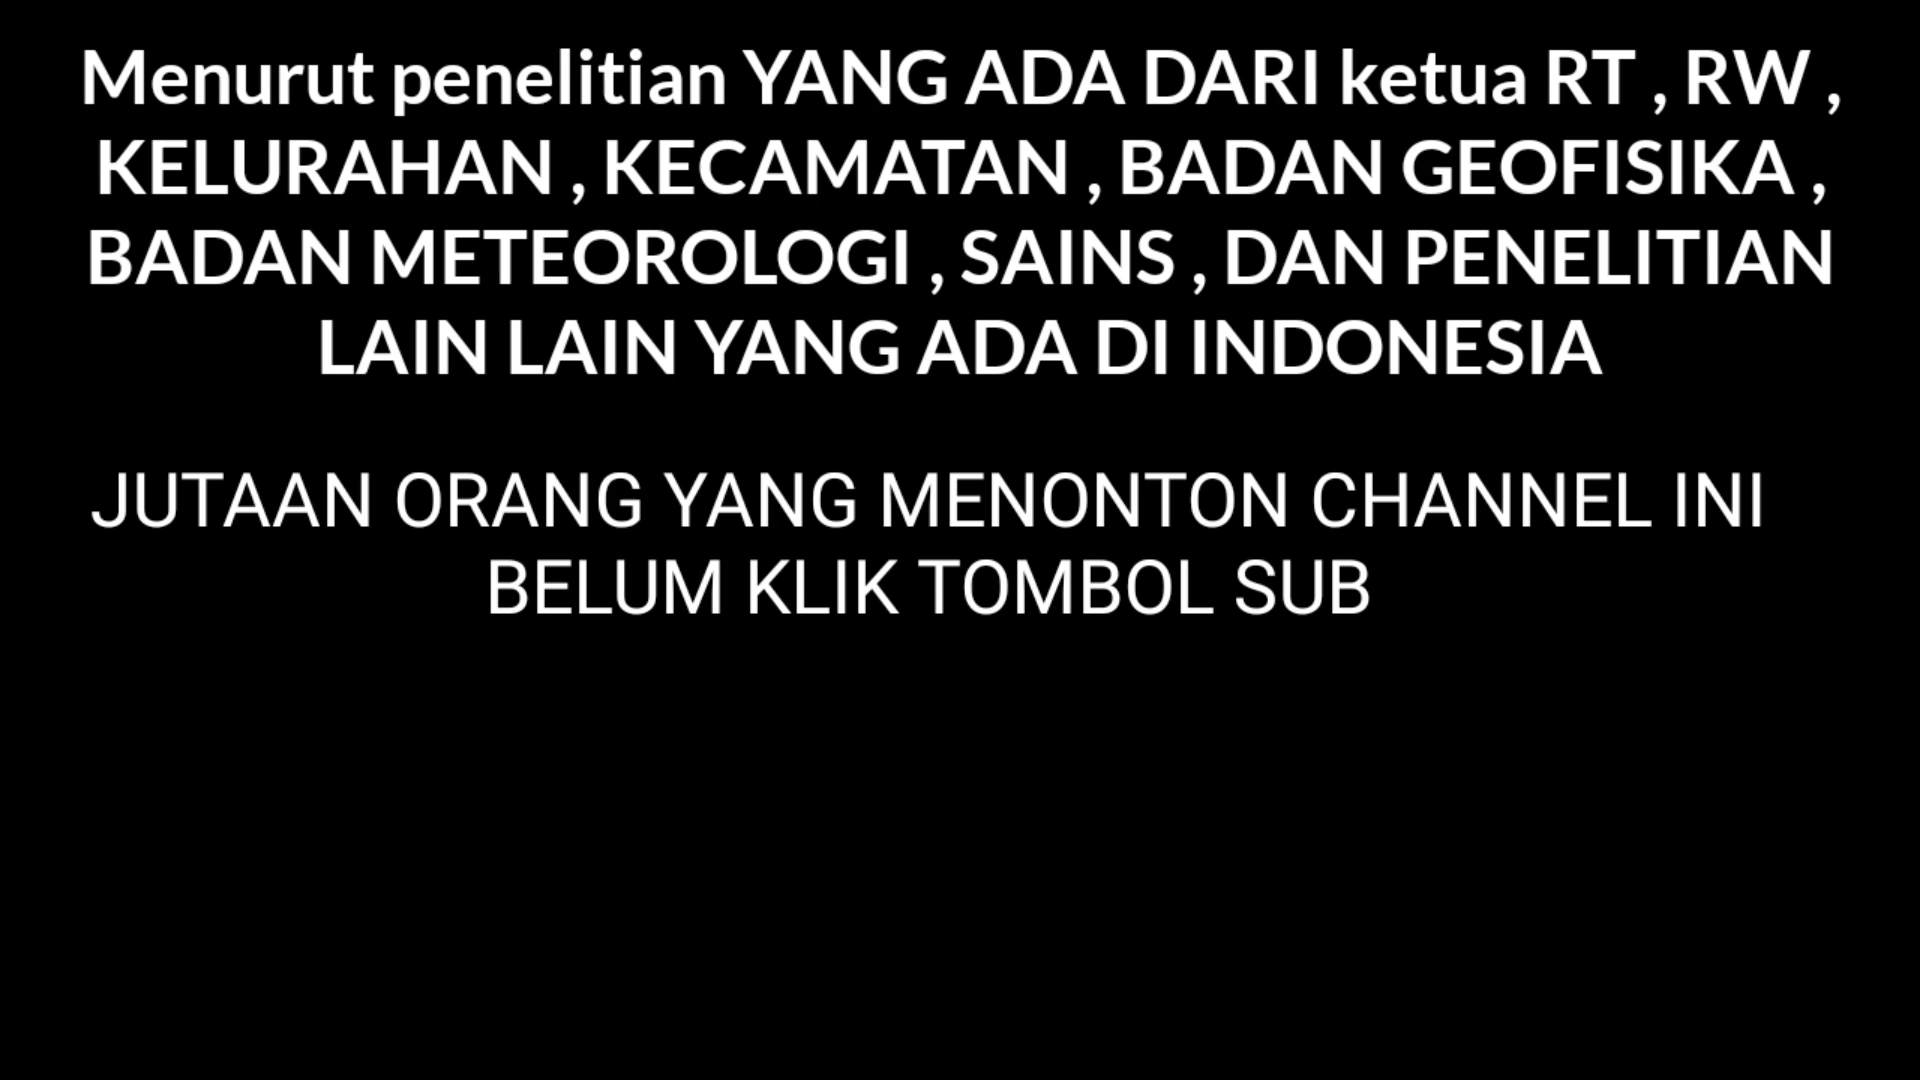 Menurut penelitian YANG ADA DARI ketua RT , RW ,
KELURAHAN , KECAMATAN , BADAN GEOFISIKA ,
BADAN METEOROLOGI , SAINS , DAN PENELITIAN
LAIN LAIN YANG ADA DI INDONESIA
JUTAAN ORANG YANG MENONTON CHANNEL INI
BELUM KLIK TOMBOL SUB